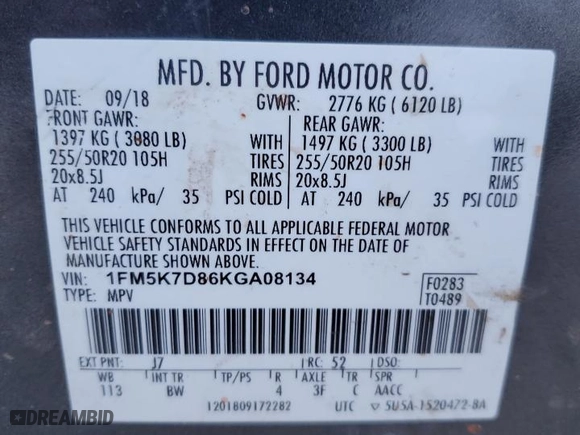 MFD. BY FORD MOTOR CO.
DATE: 09/18 GVWR: 2776 KG ( 6120 LB)
FRONT GAWR: REAR GAWR:
1397 KG ( 3080 LB) WITH 1497 KG ( 3300 LB) WITH
255/50R20 105H TIRES 255/50R20 105H TIRES
20x8.5J RIMS 20x8.5J RIMS
AT 240 kPa/ 35 PSI COLD AT 240 kPa/ 35 PSI COLD
THIS VEHICLE CONFORMS TO ALL APPLICABLE FEDERAL MOTOR
VEHICLE SAFETY STANDARDS IN EFFECT ON THE DATE OF
MANUFACTURE SHOWN ABOVE.
VIN: 1FM5K7D86KGA08134 F0283
TYPE: MPV T0489
EXT PNT: J7 RC: 52 DSO:
WB INT TR TP/PS R AXLE TR SPR
113 BW 4 3F C AACC
1201809172282 UTC ▽ 5USA-1520472-BA
DREAMBID